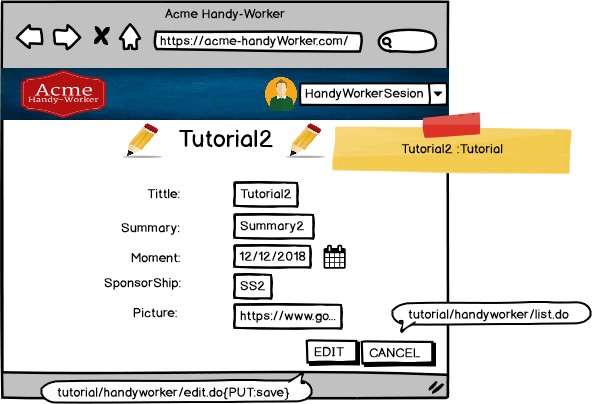 Acme Handy-Worker
https://acme-handyWorker.com/
Acme
Handy-Worker
HandyWorkerSesion
Tutorial2
Tutorial2 :Tutorial
Tittle: Tutorial2
Summary: Summary2
Moment: 12/12/2018
SponsorShip: SS2
Picture: https://www.go...
tutorial/handyworker/list.do
EDIT CANCEL
tutorial/handyworker/edit.do{PUT:save}